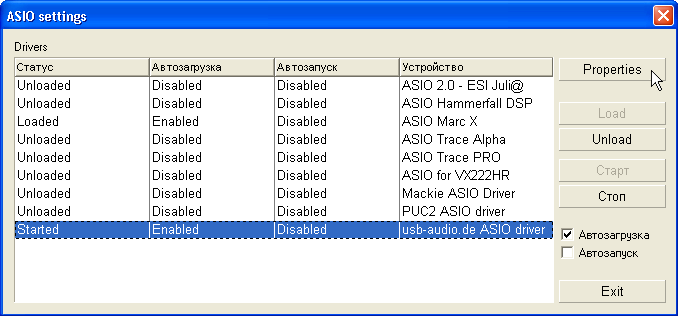 ASIO settings
Drivers
Статус Автозагрузка Автозапуск Устройство
Unloaded Disabled Disabled ASIO 2.0 - ESI Juli@
Unloaded Disabled Disabled ASIO Hammerfall DSP
Loaded Enabled Disabled ASIO Marc X
Unloaded Disabled Disabled ASIO Trace Alpha
Unloaded Disabled Disabled ASIO Trace PRO
Unloaded Disabled Disabled ASIO for VX222HR
Unloaded Disabled Disabled Mackie ASIO Driver
Unloaded Disabled Disabled PUC2 ASIO driver
Started Enabled Disabled usb-audio.de ASIO driver
Properties
Load
Unload
Старт
Стоп
Автозагрузка
Автозапуск
Exit